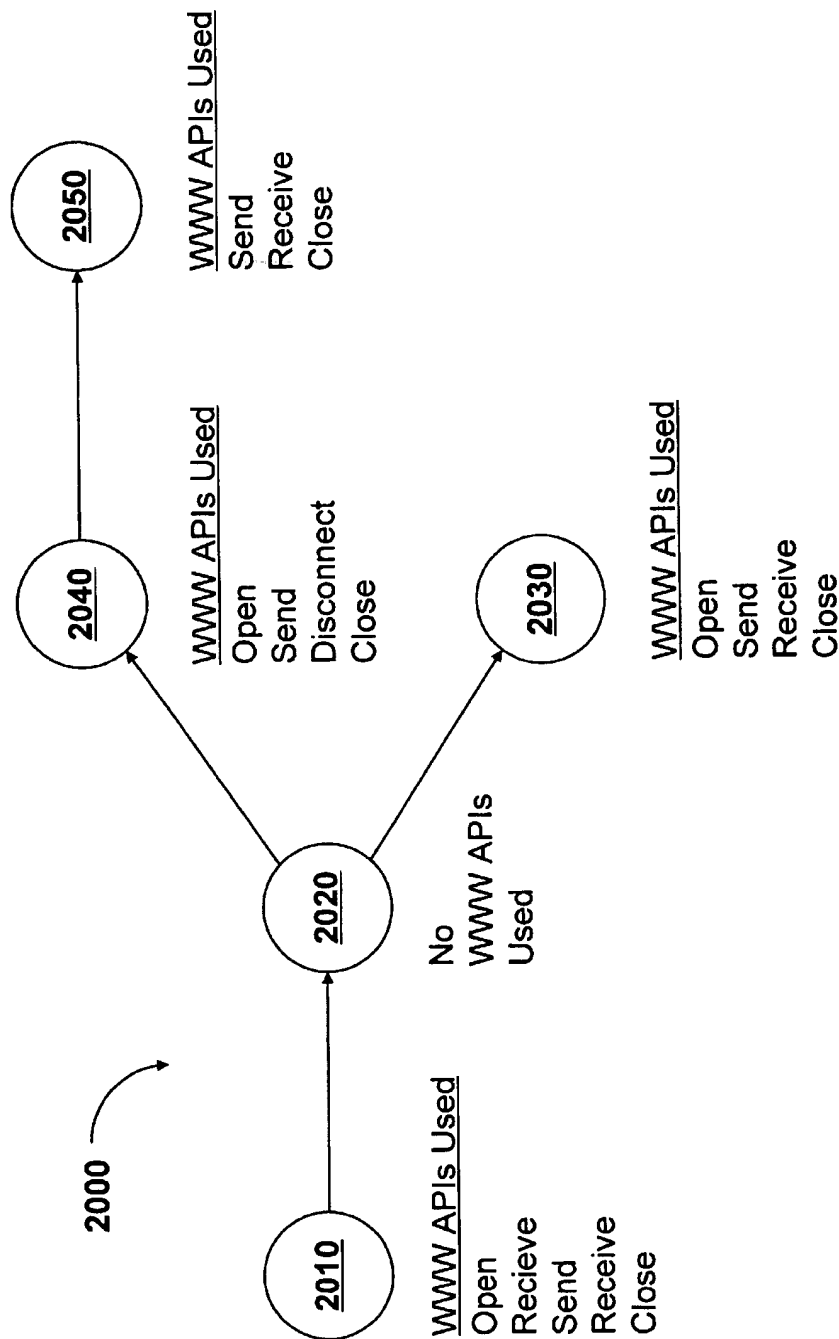 2000
2010
WWW APIs Used
Open
Recieve
Send
Receive
Close
2020
No
WWW APIs
Used
2040
WWW APIs Used
Open
Send
Disconnect
Close
2030
WWW APIs Used
Open
Send
Receive
Close
2050
WWW APIs Used
Send
Receive
Close